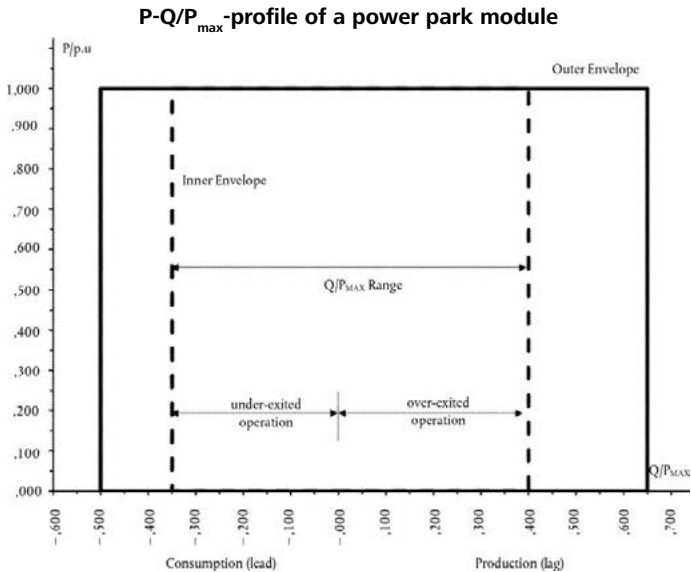 P-Q/Pmax-profile of a power park module
P/p.u
Outer Envelope
1,000
,900
,800
Inner Envelope
,700
,600
Q/PMAX Range
,500
,400
,300
under-exited
operation
over-exited
operation
,200
,100
Q/PMAX
,000
-,600
-,500
-,400
-,300
-,200
-,100
-,000
,100
,200
,300
,400
,500
,600
,700
Consumption (lead)
Production (lag)